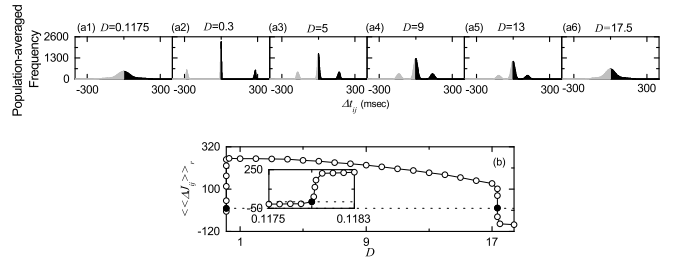 (a1) D=0.1175 (a2) D=0.3 (a3) D=5 (a4) D=9 (a5) D=13 (a6) D=17.5
Population-averaged
Frequency
2600
1300
0
-300 300 -300 300 -300 300 -300 300 -300 300 -300 300
Δt_ij (msec)
(b)
<<ΔJ_ij>>_r
320
100
-120
250
-50
0.1175 0.1183
1 9 17
D